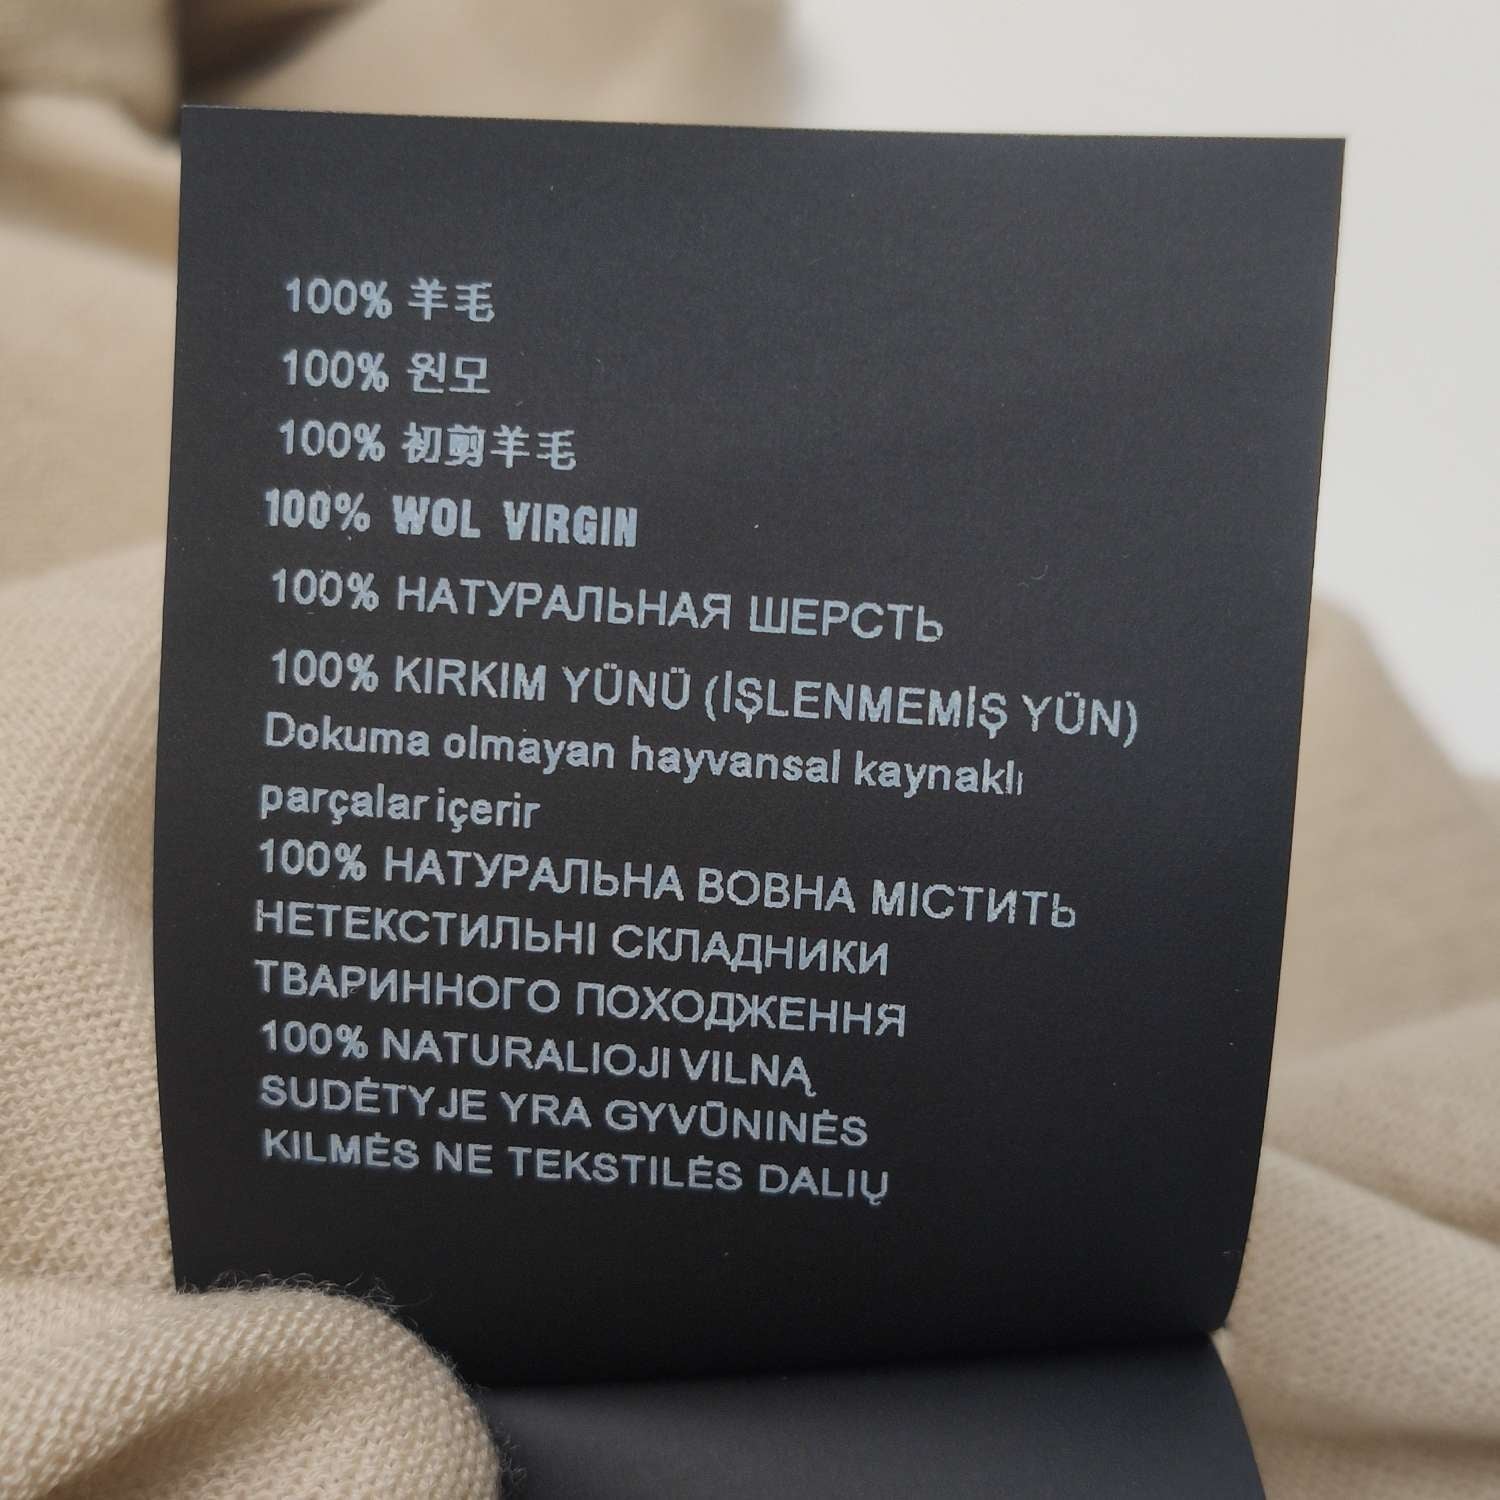 100% 羊毛
100% 원모
100% 初剪羊毛
100% WOL VIRGIN
100% НАТУРАЛЬНАЯ ШЕРСТЬ
100% KIRKIM YÜNÜ (İŞLENMEMİŞ YÜN)
Dokuma olmayan hayvansal kaynaklı
parçalar içerir
100% НАТУРАЛЬНА ВОВНА МІСТИТЬ
НЕТЕКСТИЛЬНІ СКЛАДНИКИ
ТВАРИННОГО ПОХОДЖЕННЯ
100% NATURALIOJI VILNĄ
SUDĖTYJE YRA GYVŪNINĖS
KILMĖS NE TEKSTILĖS DALIŲ